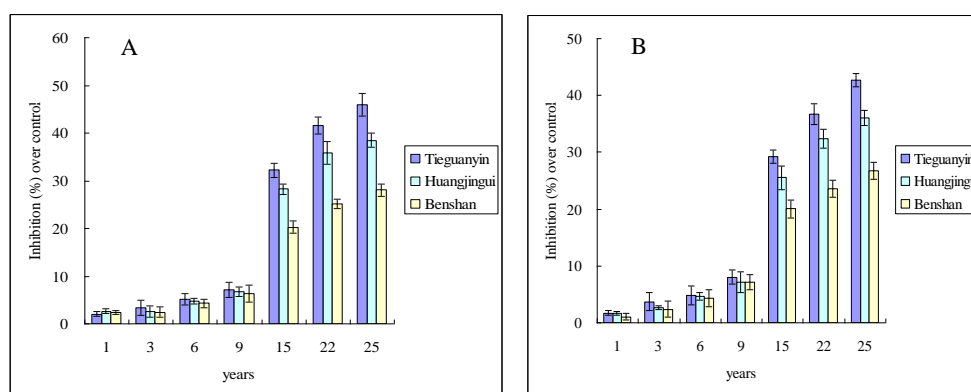 A
Inhibition (%) over control
60
50
40
30
20
10
0
1 3 6 9 15 22 25
years
Tieguanyin
Huangjingui
Benshan
B
Inhibition (%) over control
50
40
30
20
10
0
1 3 6 9 15 22 25
years
Tieguanyin
Huangjingui
Benshan